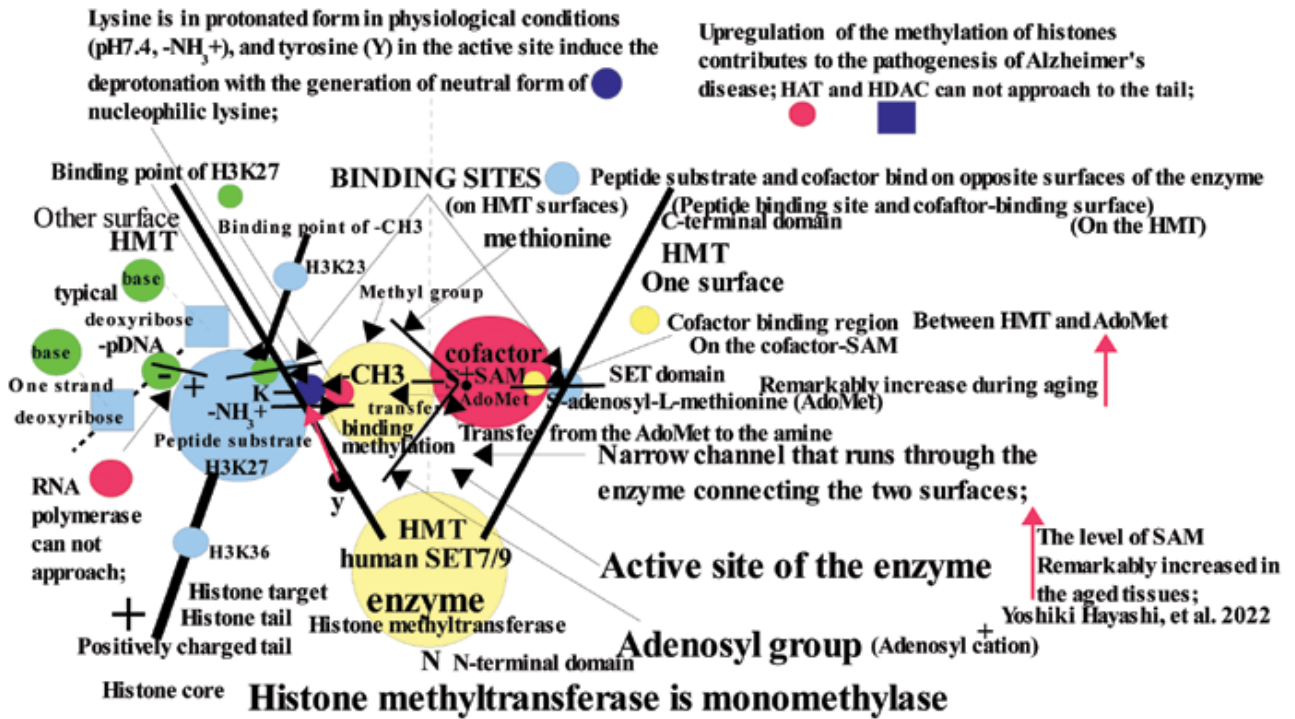 Lysine is in protonated form in physiological conditions
(pH7.4, -NH3+), and tyrosine (Y) in the active site induce the
deprotonation with the generation of neutral form of
nucleophilic lysine;
Upregulation of the methylation of histones
contributes to the pathogenesis of Alzheimer's
disease; HAT and HDAC can not approach to the tail;
Binding point of H3K27
BINDING SITES
(on HMT surfaces)
Peptide substrate and cofactor bind on opposite surfaces of the enzyme
(Peptide binding site and cofaftor-binding surface)
(On the HMT)
C-terminal domain
HMT
One surface
Other surface
HMT
Binding point of -CH3
methionine
H3K23
Methyl group
base
typical
deoxyribose
-pDNA
base
One strand
deoxyribose
-
+
K
-NH3+
Peptide substrate
H3K27
-CH3
transfer
binding
methylation
cofactor
S+SAM
AdoMet
Cofactor binding region
On the cofactor-SAM
Between HMT and AdoMet
SET domain
S-adenosyl-L-methionine (AdoMet)
Remarkably increase during aging
Transfer from the AdoMet to the amine
Narrow channel that runs through the
enzyme connecting the two surfaces;
RNA
polymerase
can not
approach;
y
H3K36
HMT
human SET7/9
enzyme
Histone methyltransferase
N N-terminal domain
Active site of the enzyme
The level of SAM
Remarkably increased in
the aged tissues;
Yoshiki Hayashi, et al. 2022
Histone target
Histone tail
+
Positively charged tail
Adenosyl group (Adenosyl cation)
+
Histone core
Histone methyltransferase is monomethylase